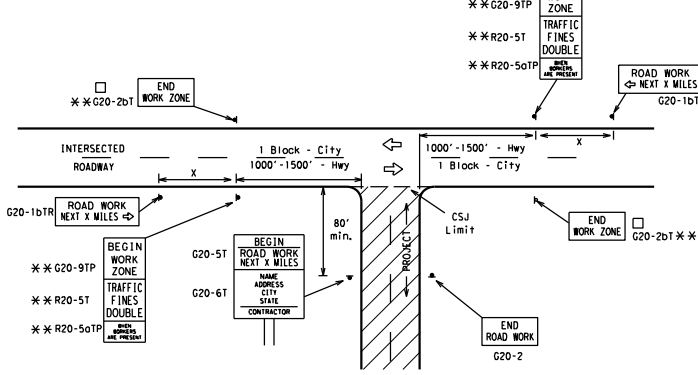 ZONE
** G20-9TP
TRAFFIC
FINES
DOUBLE
** R20-5T
WHEN
WORKERS
ARE PRESENT
** R20-5aTP
END
WORK ZONE
** G20-2bT
ROAD WORK
⇦ NEXT X MILES
G20-1bT
INTERSECTED
ROADWAY
1 Block - City
1000'-1500' - Hwy
X
1000'-1500' - Hwy
1 Block - City
X
G20-1bTR
ROAD WORK
NEXT X MILES ⇨
80'
min.
CSJ
Limit
END
WORK ZONE
G20-2bT **
BEGIN
WORK
ZONE
** G20-9TP
TRAFFIC
FINES
DOUBLE
** R20-5T
WHEN
WORKERS
ARE PRESENT
** R20-5aTP
G20-5T
BEGIN
ROAD WORK
NEXT X MILES
G20-6T
NAME
ADDRESS
CITY
STATE
CONTRACTOR
PROJECT
END
ROAD WORK
G20-2